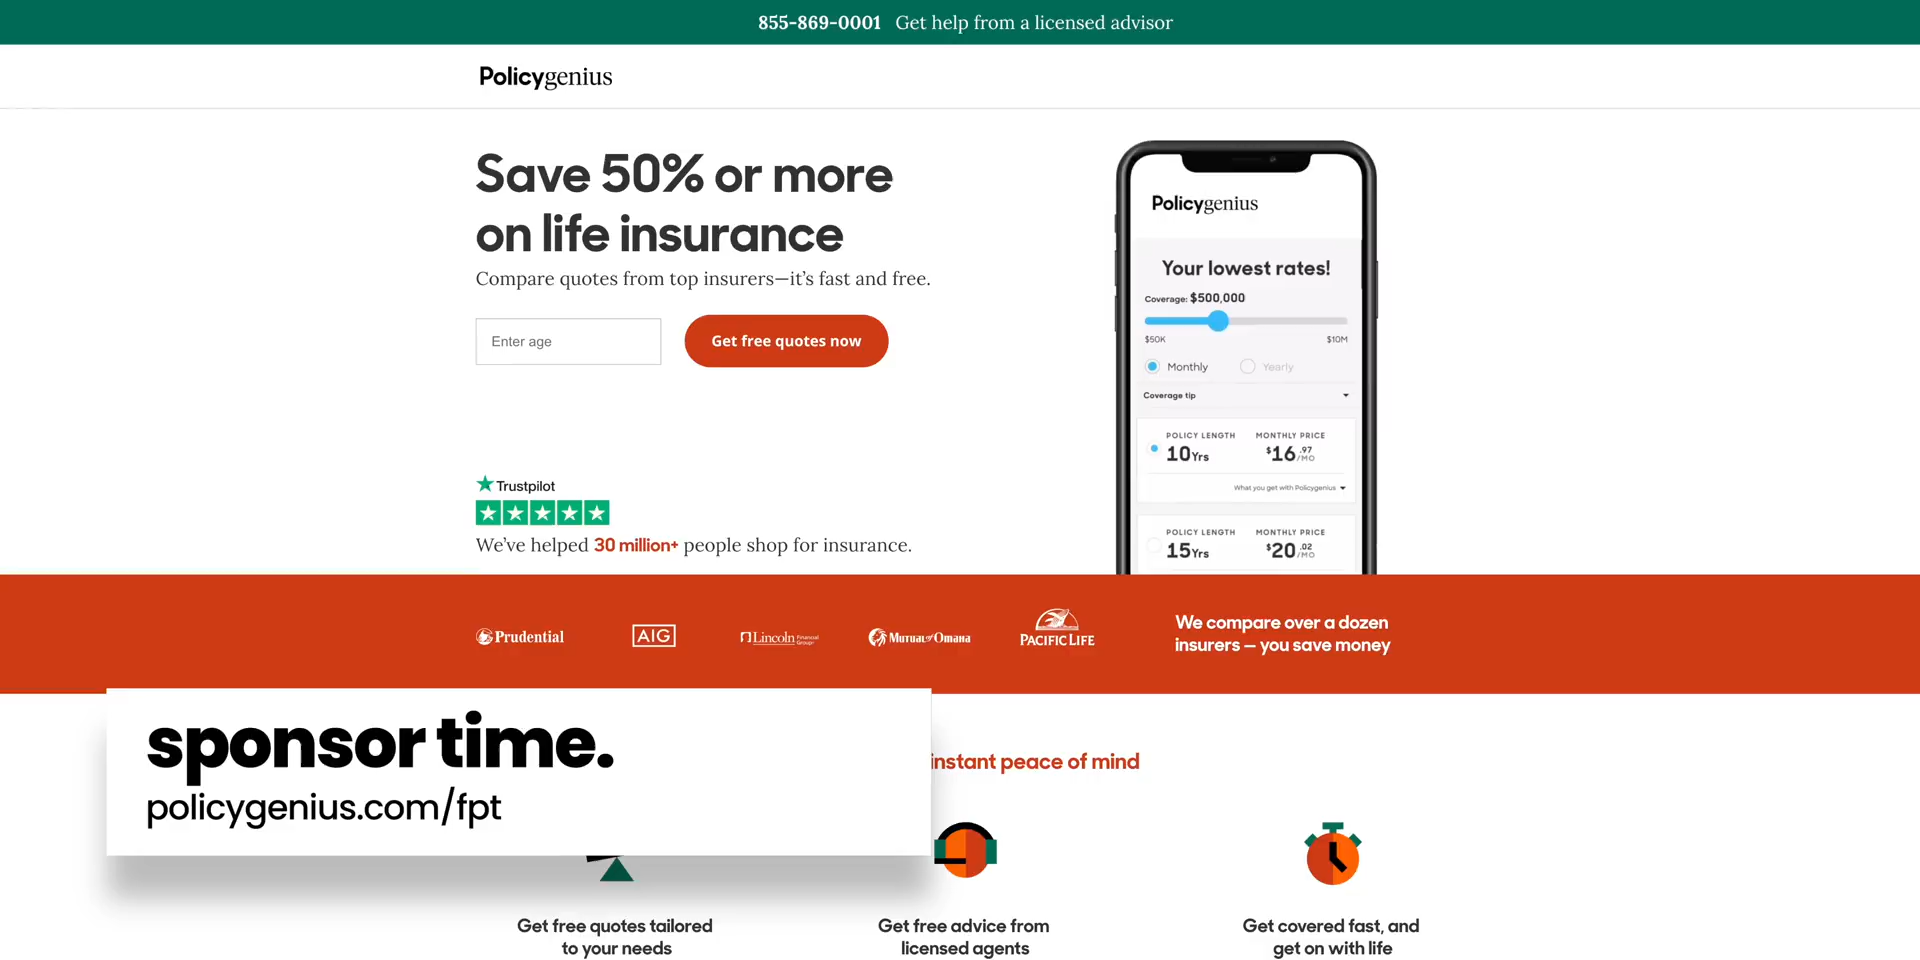 855-869-0001 Get help from a licensed advisor
Policygenius
Save 50% or more
on life insurance
Compare quotes from top insurers—it's fast and free.
Enter age
Get free quotes now
Trustpilot
We've helped 30 million+ people shop for insurance.
Policygenius
Your lowest rates!
Coverage: $500,000
$50K $10M
Monthly Yearly
Coverage tip
POLICY LENGTH MONTHLY PRICE
10Yrs $16.97/MO
What you get with Policygenius
POLICY LENGTH MONTHLY PRICE
15Yrs $20.02/MO
Prudential
AIG
Lincoln Financial Group
Mutual of Omaha
PACIFIC LIFE
We compare over a dozen
insurers — you save money
sponsor time.
policygenius.com/fpt
instant peace of mind
Get free quotes tailored
to your needs
Get free advice from
licensed agents
Get covered fast, and
get on with life